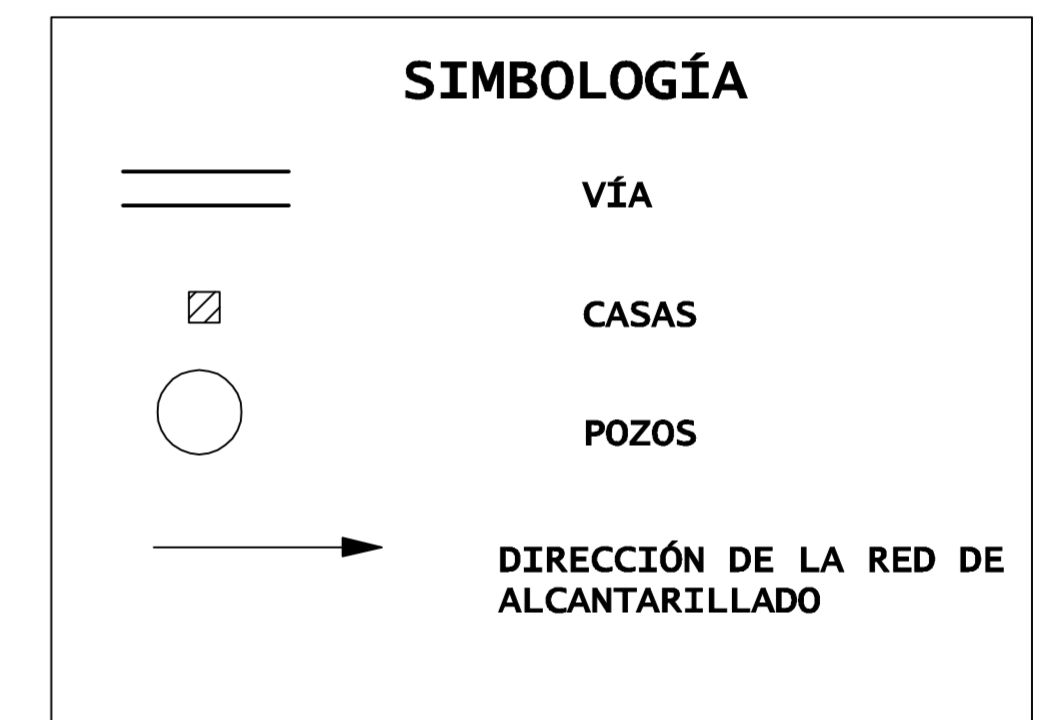 SIMBOLOGÍA
VÍA
CASAS
POZOS
DIRECCIÓN DE LA RED DE
ALCANTARILLADO